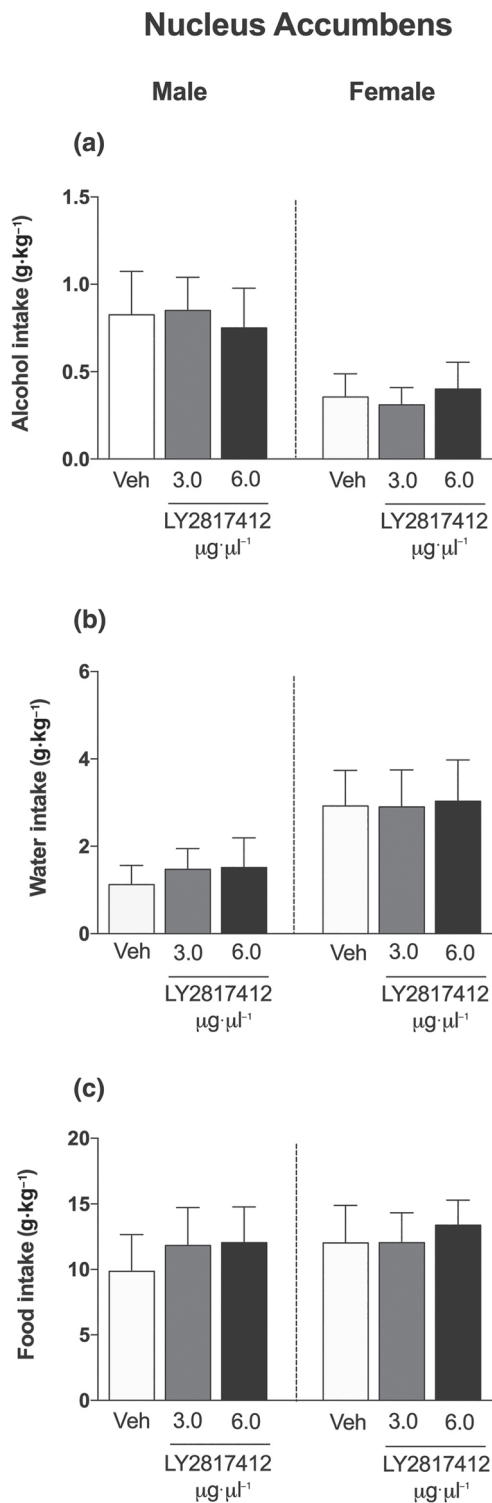 Nucleus Accumbens
Male Female
(a)
Alcohol intake (g·kg⁻¹)
1.5
1.0
0.5
0.0
Veh 3.0 6.0 Veh 3.0 6.0
LY2817412 LY2817412
μg·μl⁻¹ μg·μl⁻¹
(b)
Water intake (g·kg⁻¹)
6
4
2
0
Veh 3.0 6.0 Veh 3.0 6.0
LY2817412 LY2817412
μg·μl⁻¹ μg·μl⁻¹
(c)
Food intake (g·kg⁻¹)
20
15
10
5
0
Veh 3.0 6.0 Veh 3.0 6.0
LY2817412 LY2817412
μg·μl⁻¹ μg·μl⁻¹